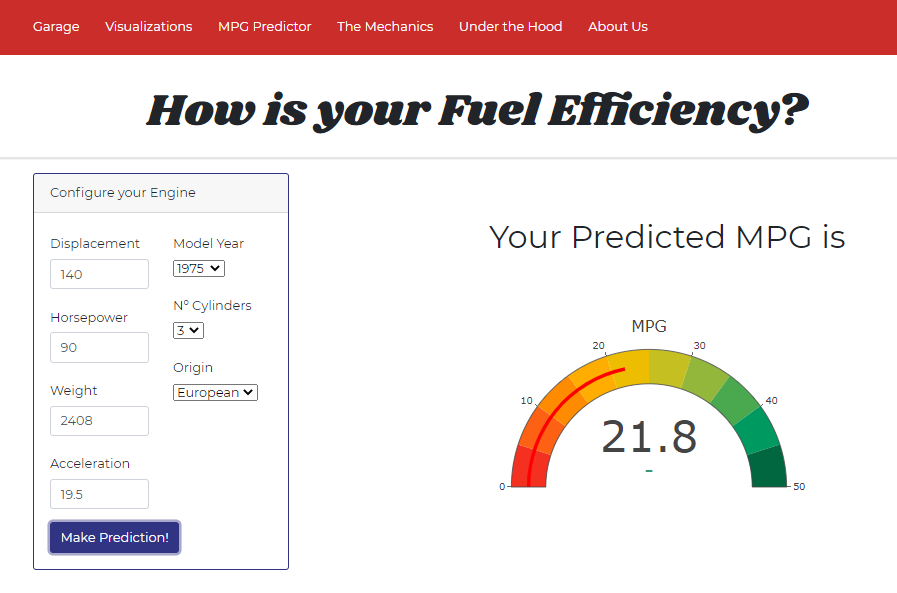 Garage Visualizations MPG Predictor The Mechanics Under the Hood About Us
How is your Fuel Efficiency?
Configure your Engine
Displacement
140
Horsepower
90
Weight
2408
Acceleration
19.5
Make Prediction!
Model Year
1975
Nº Cylinders
3
Origin
European
Your Predicted MPG is
MPG
0
10
20
30
40
50
21.8
-